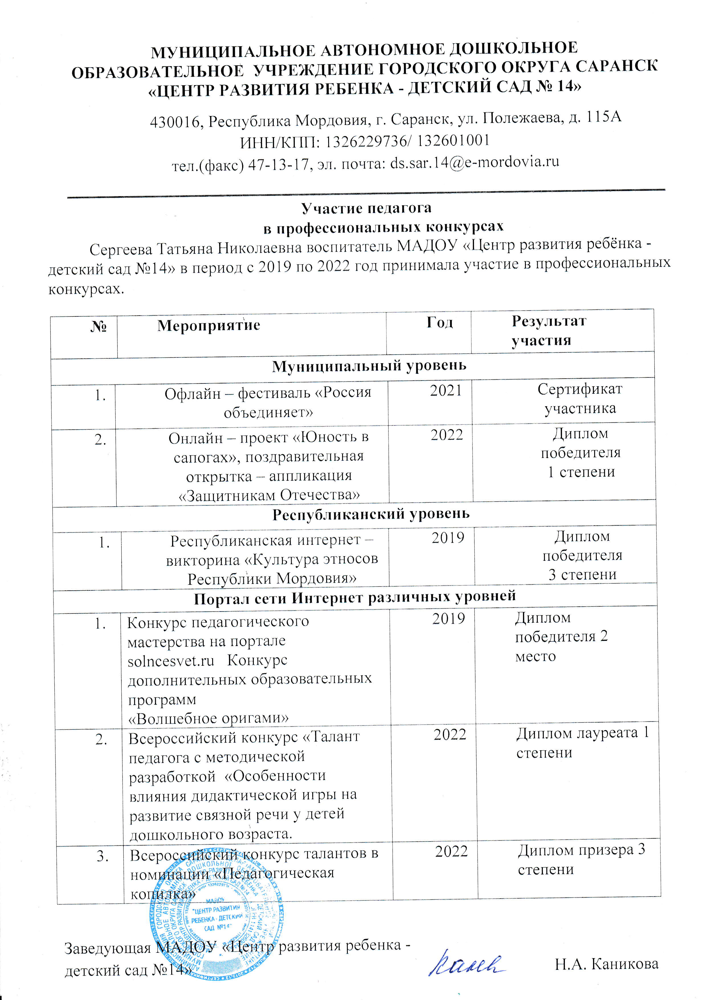 МУНИЦИПАЛЬНОЕ АВТОНОМНОЕ ДОШКОЛЬНОЕ
ОБРАЗОВАТЕЛЬНОЕ УЧРЕЖДЕНИЕ ГОРОДСКОГО ОКРУГА САРАНСК
«ЦЕНТР РАЗВИТИЯ РЕБЕНКА - ДЕТСКИЙ САД № 14»
430016, Республика Мордовия, г. Саранск, ул. Полежаева, д. 115А
ИНН/КПП: 1326229736/ 132601001
тел.(факс) 47-13-17, эл. почта: ds.sar.14@e-mordovia.ru
Участие педагога
в профессиональных конкурсах
Сергеева Татьяна Николаевна воспитатель МАДОУ «Центр развития ребёнка -
детский сад №14» в период с 2019 по 2022 год принимала участие в профессиональных
конкурсах.
№ Мероприятие Год Результат
участия
Муниципальный уровень
1. Офлайн – фестиваль «Россия 2021 Сертификат
объединяет» участника
2. Онлайн – проект «Юность в 2022 Диплом
сапогах», поздравительная победителя
открытка – аппликация 1 степени
«Защитникам Отечества»
Республиканский уровень
1. Республиканская интернет – 2019 Диплом
викторина «Культура этносов победителя
Республики Мордовия» 3 степени
Портал сети Интернет различных уровней
1. Конкурс педагогического 2019 Диплом
мастерства на портале победителя 2
solncesvet.ru Конкурс место
дополнительных образовательных
программ
«Волшебное оригами»
2. Всероссийский конкурс «Талант 2022 Диплом лауреата 1
педагога с методической степени
разработкой «Особенности
влияния дидактической игры на
развитие связной речи у детей
дошкольного возраста.
3. Всероссийский конкурс талантов в 2022 Диплом призера 3
номинации «Педагогическая степени
копилка»
МАДОУ
"ЦЕНТР РАЗВИТИЯ
РЕБЕНКА - ДЕТСКИЙ
САД №14"
Заведующая МАДОУ «Центр развития ребенка -
детский сад №14» Н.А. Каникова